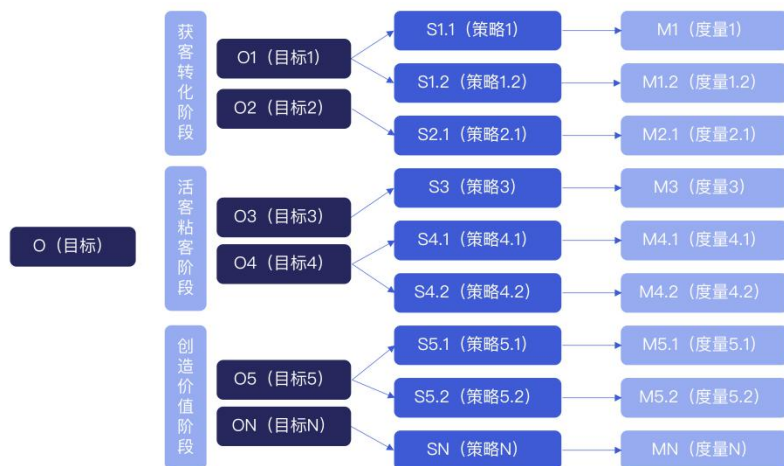 获客转化阶段
O1（目标1）
S1.1（策略1）
M1（度量1）
S1.2（策略1.2）
M1.2（度量1.2）
O2（目标2）
S2.1（策略2.1）
M2.1（度量2.1）
O（目标）
活客粘客阶段
O3（目标3）
S3（策略3）
M3（度量3）
O4（目标4）
S4.1（策略4.1）
M4.1（度量4.1）
S4.2（策略4.2）
M4.2（度量4.2）
创造价值阶段
O5（目标5）
S5.1（策略5.1）
M5.1（度量5.1）
S5.2（策略5.2）
M5.2（度量5.2）
ON（目标N）
SN（策略N）
MN（度量N）